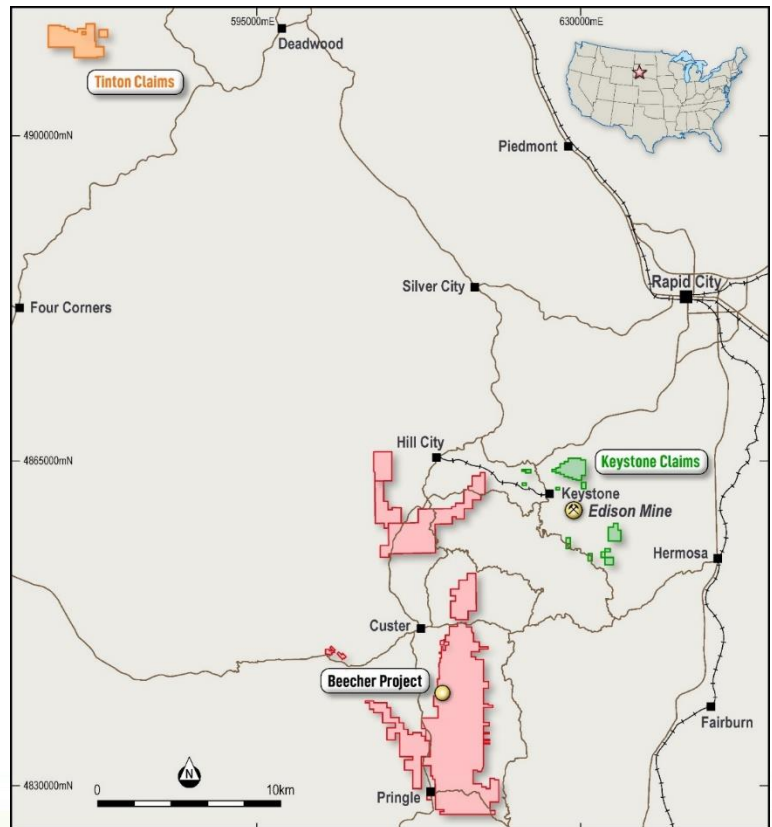 595000mE
630000mE
Deadwood
Tinton Claims
4900000mN
Piedmont
Silver City
Rapid City
Four Corners
Hill City
4865000mN
Keystone Claims
Keystone
Edison Mine
Hermosa
Custer
Beecher Project
Fairburn
N
4830000mN
0
10km
Pringle